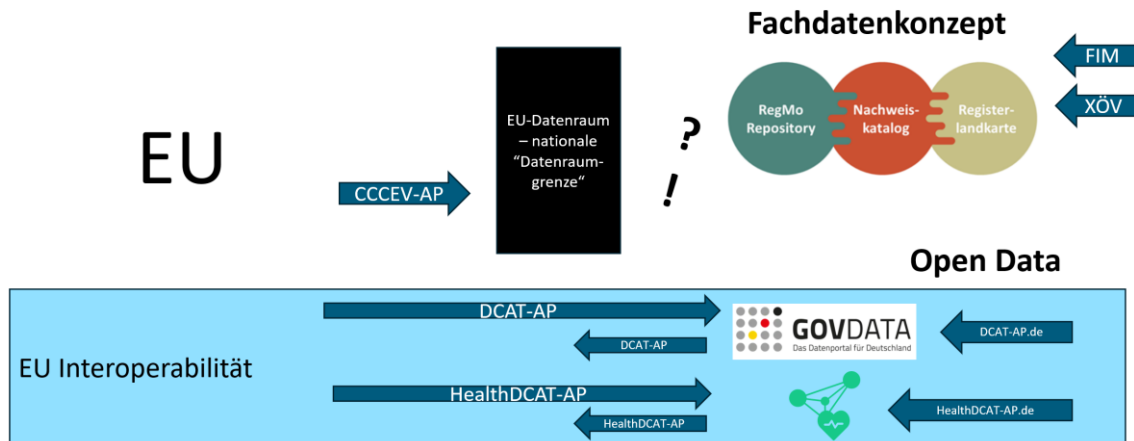 Fachdatenkonzept
FIM
XÖV
RegMo
Repository
Nachweis-
katalog
Register-
landkarte
EU
CCCEV-AP
EU-Datenraum
– nationale
“Datenraum-
grenze“
?
!
Open Data
EU Interoperabilität
DCAT-AP
DCAT-AP
GOVDATA
Das Datenportal für Deutschland
DCAT-AP.de
HealthDCAT-AP
HealthDCAT-AP
HealthDCAT-AP.de